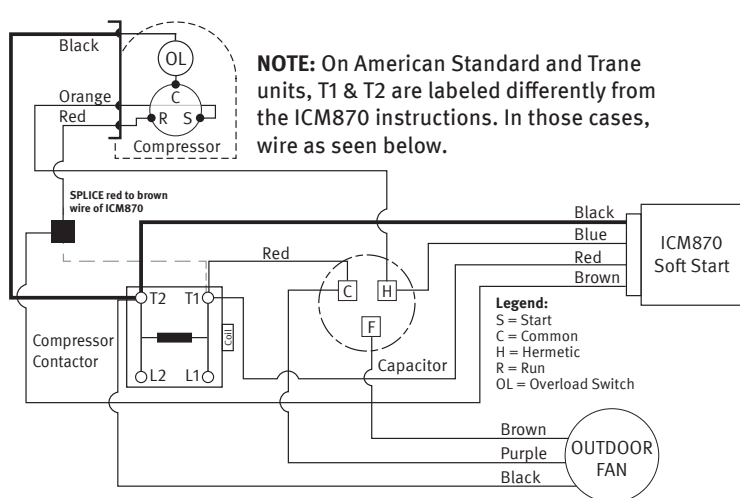 Black
OL
NOTE: On American Standard and Trane
units, T1 & T2 are labeled differently from
the ICM870 instructions. In those cases,
wire as seen below.
Orange
C
Red
R S
Compressor
SPLICE red to brown
wire of ICM870
Black
Blue
Red
Brown
ICM870
Soft Start
Red
T2 T1
C H
F
Coil
Compressor
Contactor
L2 L1
Capacitor
Legend:
S = Start
C = Common
H = Hermetic
R = Run
OL = Overload Switch
Brown
Purple
Black
OUTDOOR
FAN